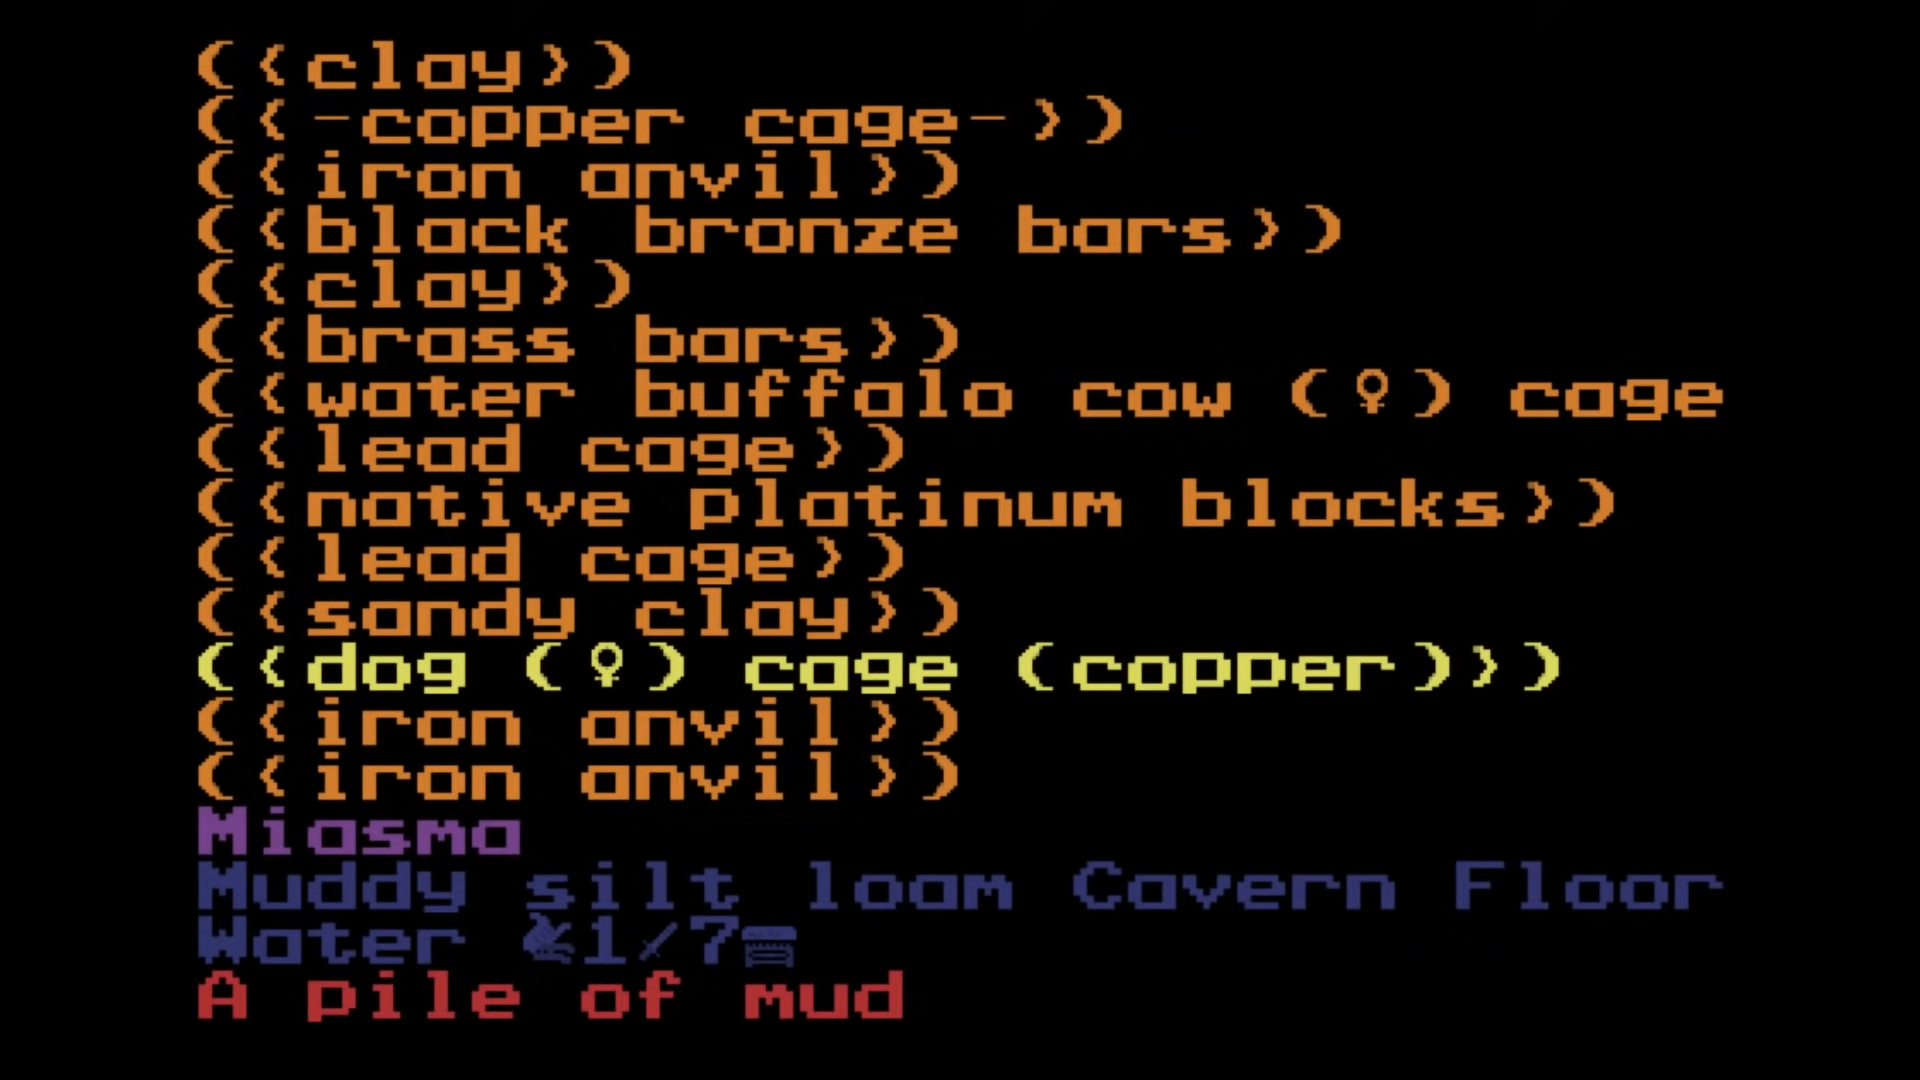 (‹clay›)
(‹-copper cage-›)
(‹iron anvil›)
(‹black bronze bars›)
(‹clay›)
(‹brass bars›)
(‹water buffalo cow (♀) cage
(‹lead cage›)
(‹native platinum blocks›)
(‹lead cage›)
(‹sandy clay›)
(‹dog (♀) cage (copper)›)
(‹iron anvil›)
(‹iron anvil›)
Miasma
Muddy silt loam Cavern Floor
Water 1/7
A pile of mud